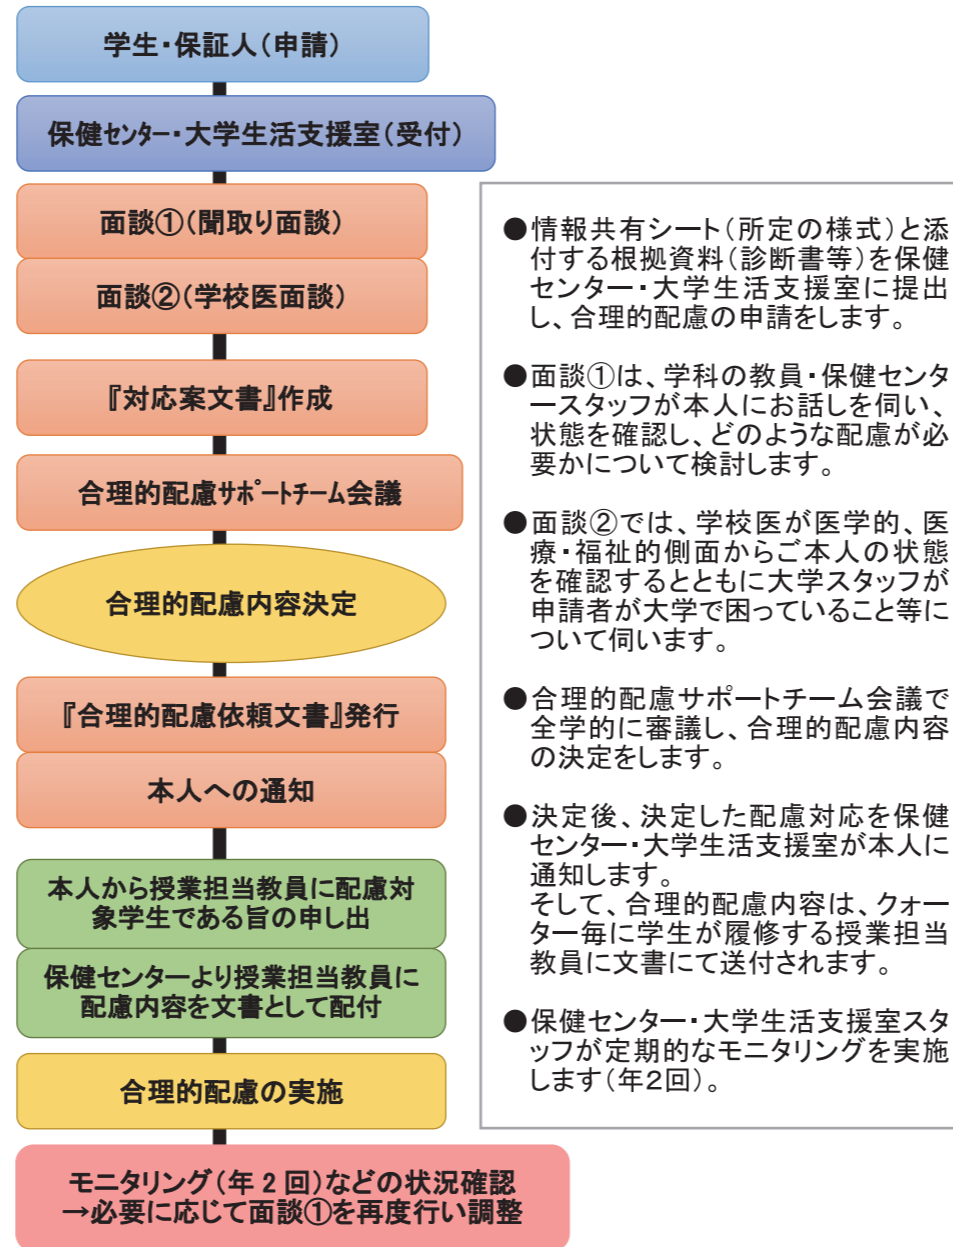 学生・保証人（申請）
保健ｾﾝﾀｰ・大学生活支援室（受付）
面談①（聞取り面談）
面談②（学校医面談）
『対応案文書』作成
合理的配慮ｻﾎﾟｰﾄﾁｰﾑ会議
合理的配慮内容決定
『合理的配慮依頼文書』発行
本人への通知
本人から授業担当教員に配慮対
象学生である旨の申し出
保健センターより授業担当教員に
配慮内容を文書として配付
合理的配慮の実施
モニタリング（年２回）などの状況確認
→必要に応じて面談①を再度行い調整
●情報共有シート（所定の様式）と添
付する根拠資料（診断書等）を保健
センター・大学生活支援室に提出
し、合理的配慮の申請をします。
●面談①は、学科の教員・保健センタ
ースタッフが本人にお話しを伺い、
状態を確認し、どのような配慮が必
要かについて検討します。
●面談②では、学校医が医学的、医
療・福祉的側面からご本人の状態
を確認するとともに大学スタッフが
申請者が大学で困っていること等に
ついて伺います。
●合理的配慮サポートチーム会議で
全学的に審議し、合理的配慮内容
の決定をします。
●決定後、決定した配慮対応を保健
センター・大学生活支援室が本人に
通知します。
そして、合理的配慮内容は、クォー
ター毎に学生が履修する授業担当
教員に文書にて送付されます。
●保健センター・大学生活支援室スタ
ッフが定期的なモニタリングを実施
します（年２回）。